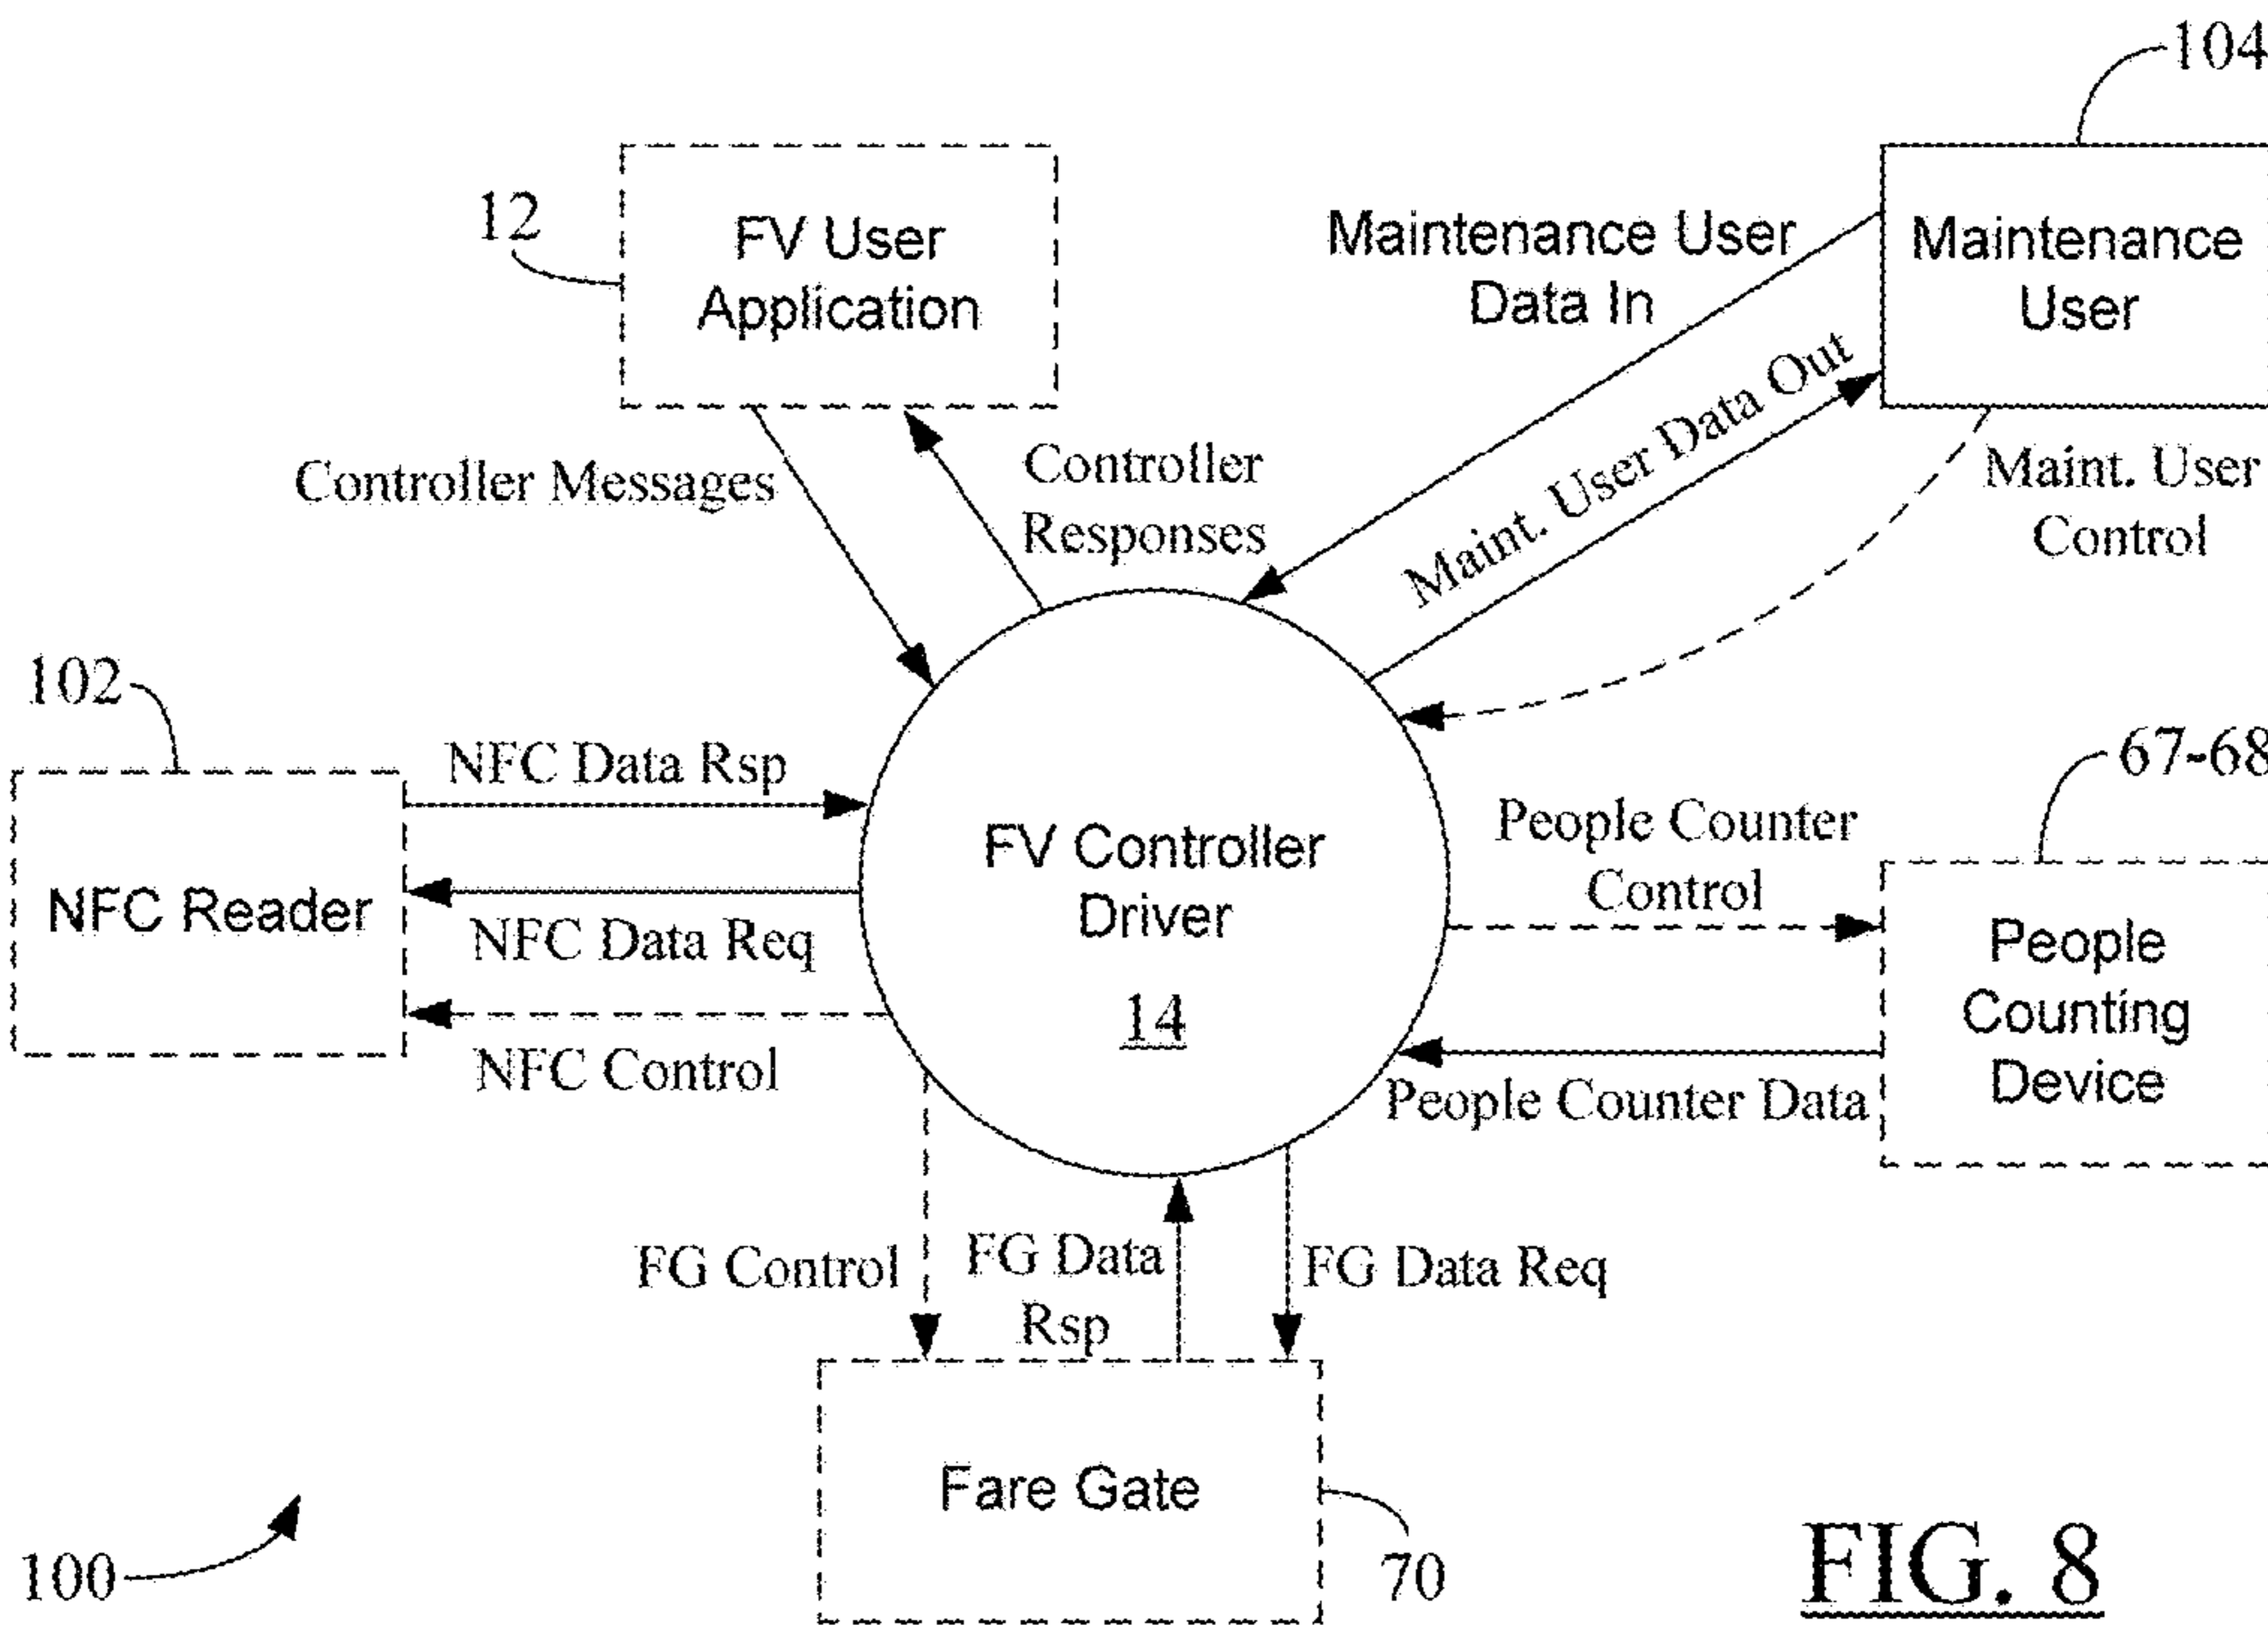 104
12
FV User
Application
Maintenance User
Data In
Maintenance
User
Maint. User Data Out
Controller Messages
Controller
Responses
Maint. User
Control
102
NFC Data Rsp
67-68
NFC Reader
NFC Data Req
NFC Control
FV Controller
Driver
14
People Counter
Control
People
Counting
Device
People Counter Data
FG Control
FG Data
Rsp
FG Data Req
Fare Gate
70
100
FIG. 8